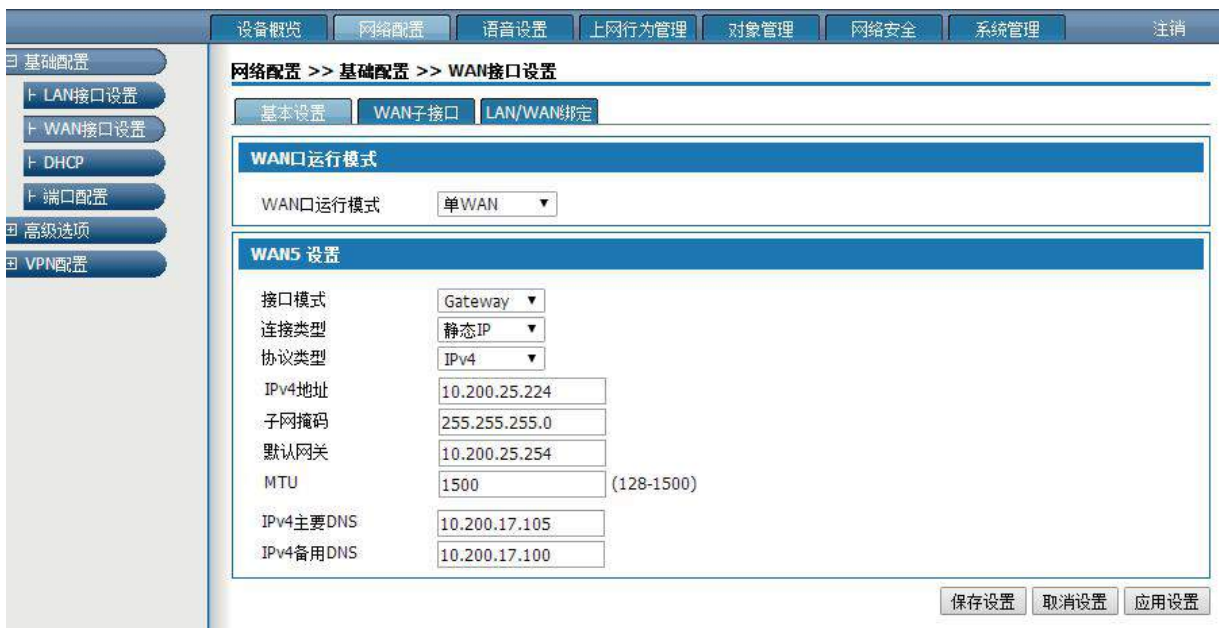 设备概览 网络配置 语音设置 上网行为管理 对象管理 网络安全 系统管理 注销
基础配置
LAN接口设置
WAN接口设置
DHCP
端口配置
高级选项
VPN配置
网络配置 >> 基础配置 >> WAN接口设置
基本设置 WAN子接口 LAN/WAN绑定
WAN口运行模式
WAN口运行模式 单WAN
WAN5 设置
接口模式 Gateway
连接类型 静态IP
协议类型 IPv4
IPv4地址 10.200.25.224
子网掩码 255.255.255.0
默认网关 10.200.25.254
MTU 1500 (128-1500)
IPv4主要DNS 10.200.17.105
IPv4备用DNS 10.200.17.100
保存设置 取消设置 应用设置